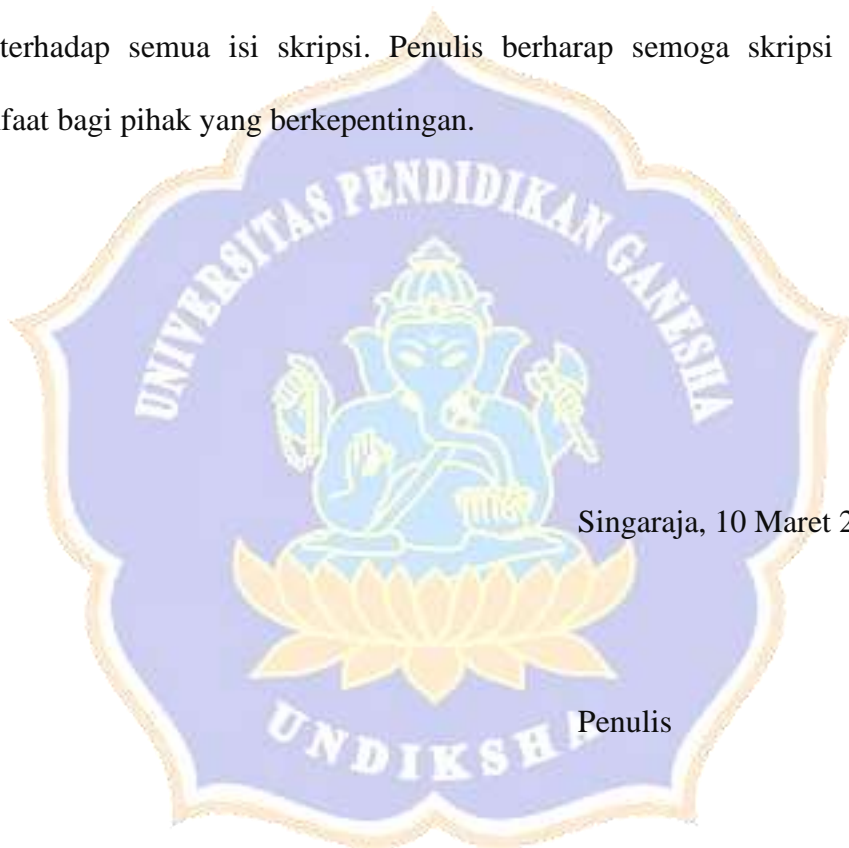 terhadap semua isi skripsi. Penulis berharap semoga skripsi
faat bagi pihak yang berkepentingan.
UNIVERSITAS PENDIDIKAN GANESHA
Singaraja, 10 Maret 2
Penulis
UNDIKSHA